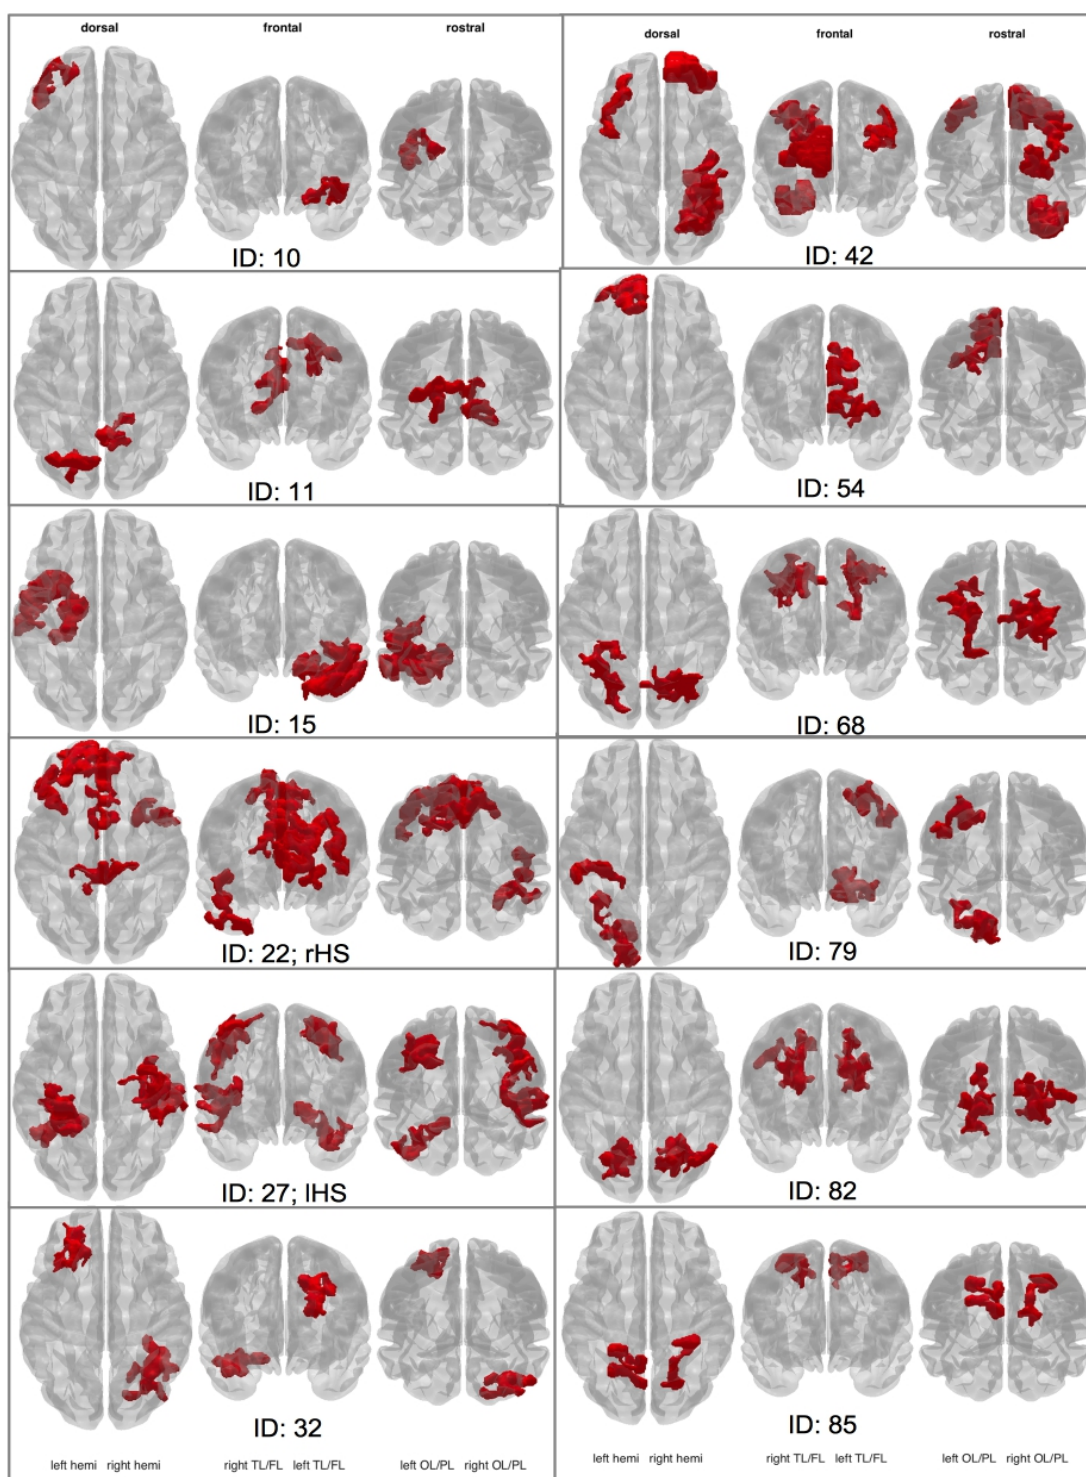 dorsal frontal rostral
ID: 10
ID: 11
ID: 15
ID: 22; rHS
ID: 27; lHS
ID: 32
left hemi right hemi right TL/FL left TL/FL left OL/PL right OL/PL
dorsal frontal rostral
ID: 42
ID: 54
ID: 68
ID: 79
ID: 82
ID: 85
left hemi right hemi right TL/FL left TL/FL left OL/PL right OL/PL